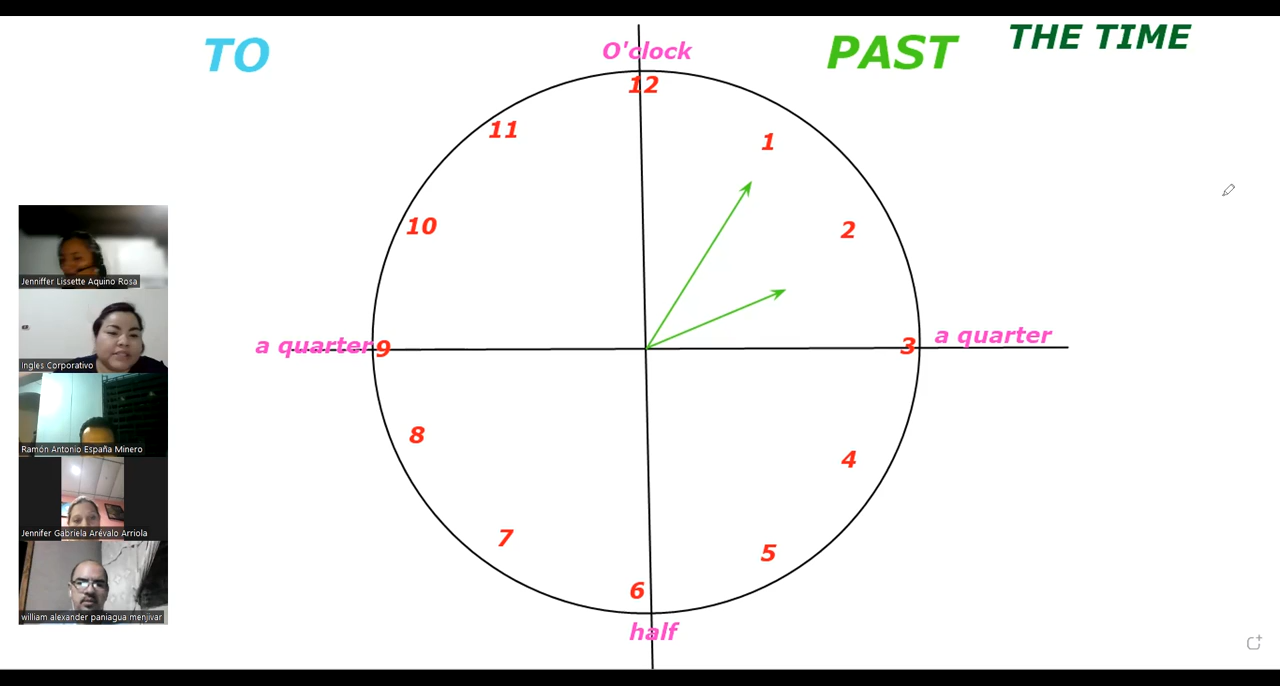 TO
PAST
THE TIME
O'clock
12
11
1
10
2
a quarter
9
3
a quarter
8
4
7
5
6
half
Jenniffer Lissette Aquino Rosa
Ingles Corporativo
Ramón Antonio España Minero
Jennifer Gabriela Arévalo Arriola
william alexander paniagua menjivar